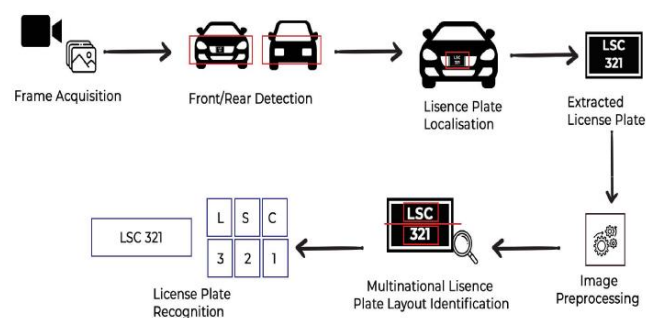 LSC
321
LSC
321
Frame Acquisition
Front/Rear Detection
Lisence Plate
Localisation
Extracted
License Plate
LSC 321
L S C
3 2 1
LSC
321
License Plate
Recognition
Multinational Lisence
Plate Layout Identification
Image
Preprocessing